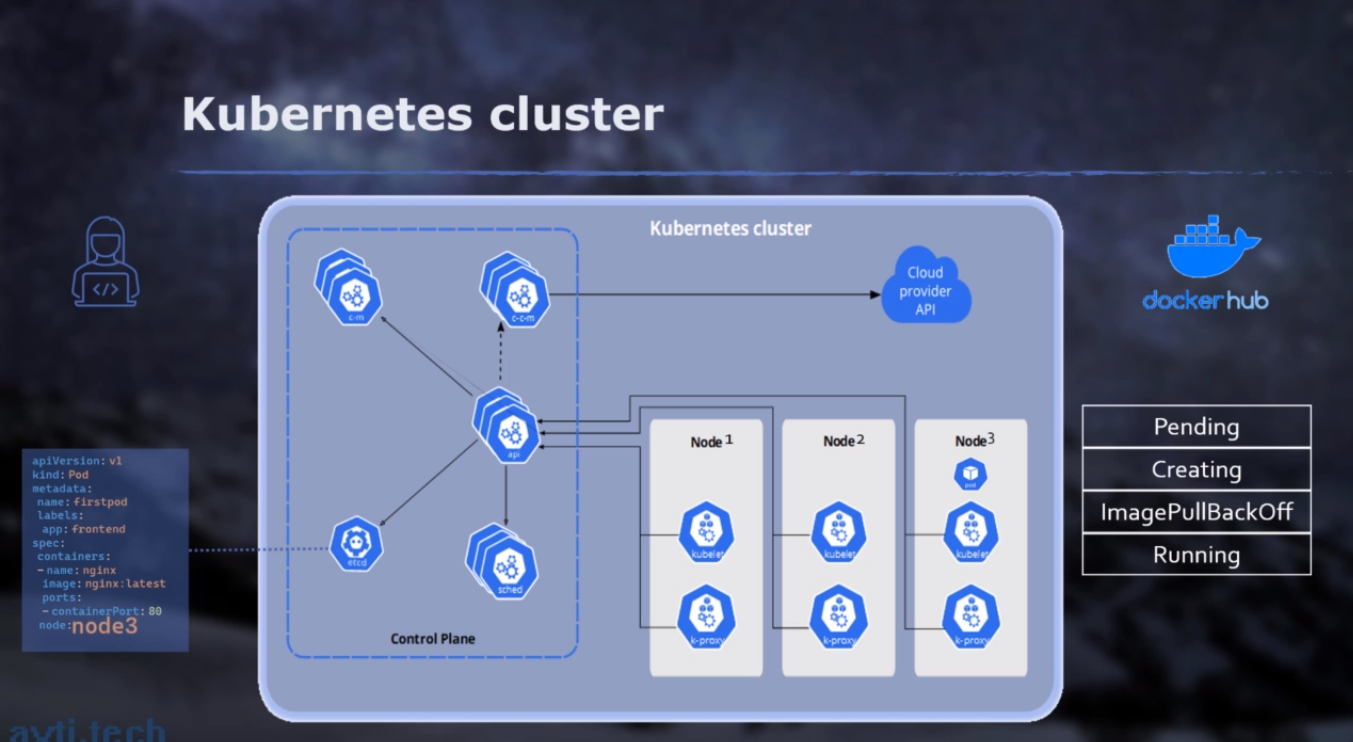 Kubernetes cluster
Kubernetes cluster
c-m
c-c-m
Cloud
provider
API
dockerhub
api
Node 1
Node 2
Node 3
pod
kubelet
kubelet
kubelet
etcd
sched
k-proxy
k-proxy
k-proxy
Control Plane
apiVersion: v1
kind: Pod
metadata:
name: firstpod
labels:
app: frontend
spec:
containers:
- name: nginx
image: nginx:latest
ports:
- containerPort: 80
node: node3
Pending
Creating
ImagePullBackOff
Running
avti.tech